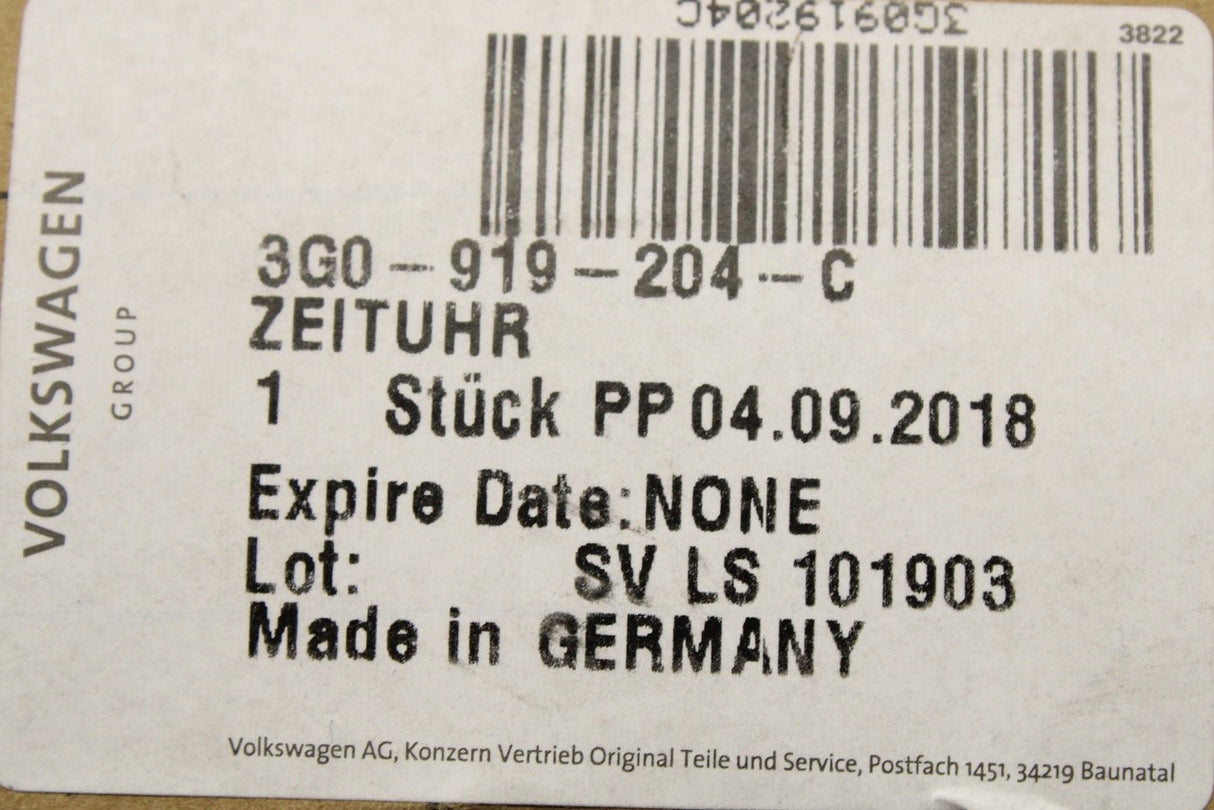 3G0919204C
3822
VOLKSWAGEN
GROUP
3G0-919-204-C
ZEITUHR
1 Stück PP 04.09.2018
Expire Date:NONE
Lot: SV LS 101903
Made in GERMANY
Volkswagen AG, Konzern Vertrieb Original Teile und Service, Postfach 1451, 34219 Baunatal